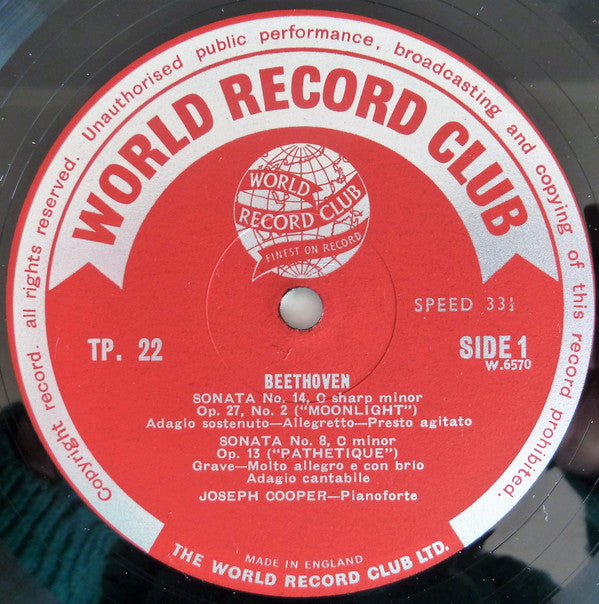 Copyright record. all rights reserved. Unauthorised public performance, broadcasting and copying of this record prohibited.
WORLD RECORD CLUB
WORLD
RECORD CLUB
FINEST ON RECORD
SPEED 33⅓
TP. 22
SIDE 1
W.6570
BEETHOVEN
SONATA No. 14, C sharp minor
Op. 27, No. 2 ("MOONLIGHT")
Adagio sostenuto—Allegretto—Presto agitato
SONATA No. 8, C minor
Op. 13 ("PATHETIQUE")
Grave—Molto allegro e con brio
Adagio cantabile
JOSEPH COOPER—Pianoforte
MADE IN ENGLAND
THE WORLD RECORD CLUB LTD.